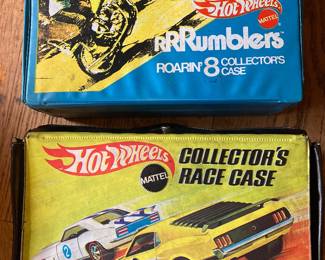 Hot Wheels
MATTEL
RRRumblers
ROARIN' 8 COLLECTOR'S
CASE
Hot Wheels
MATTEL
COLLECTOR'S
RACE CASE
2